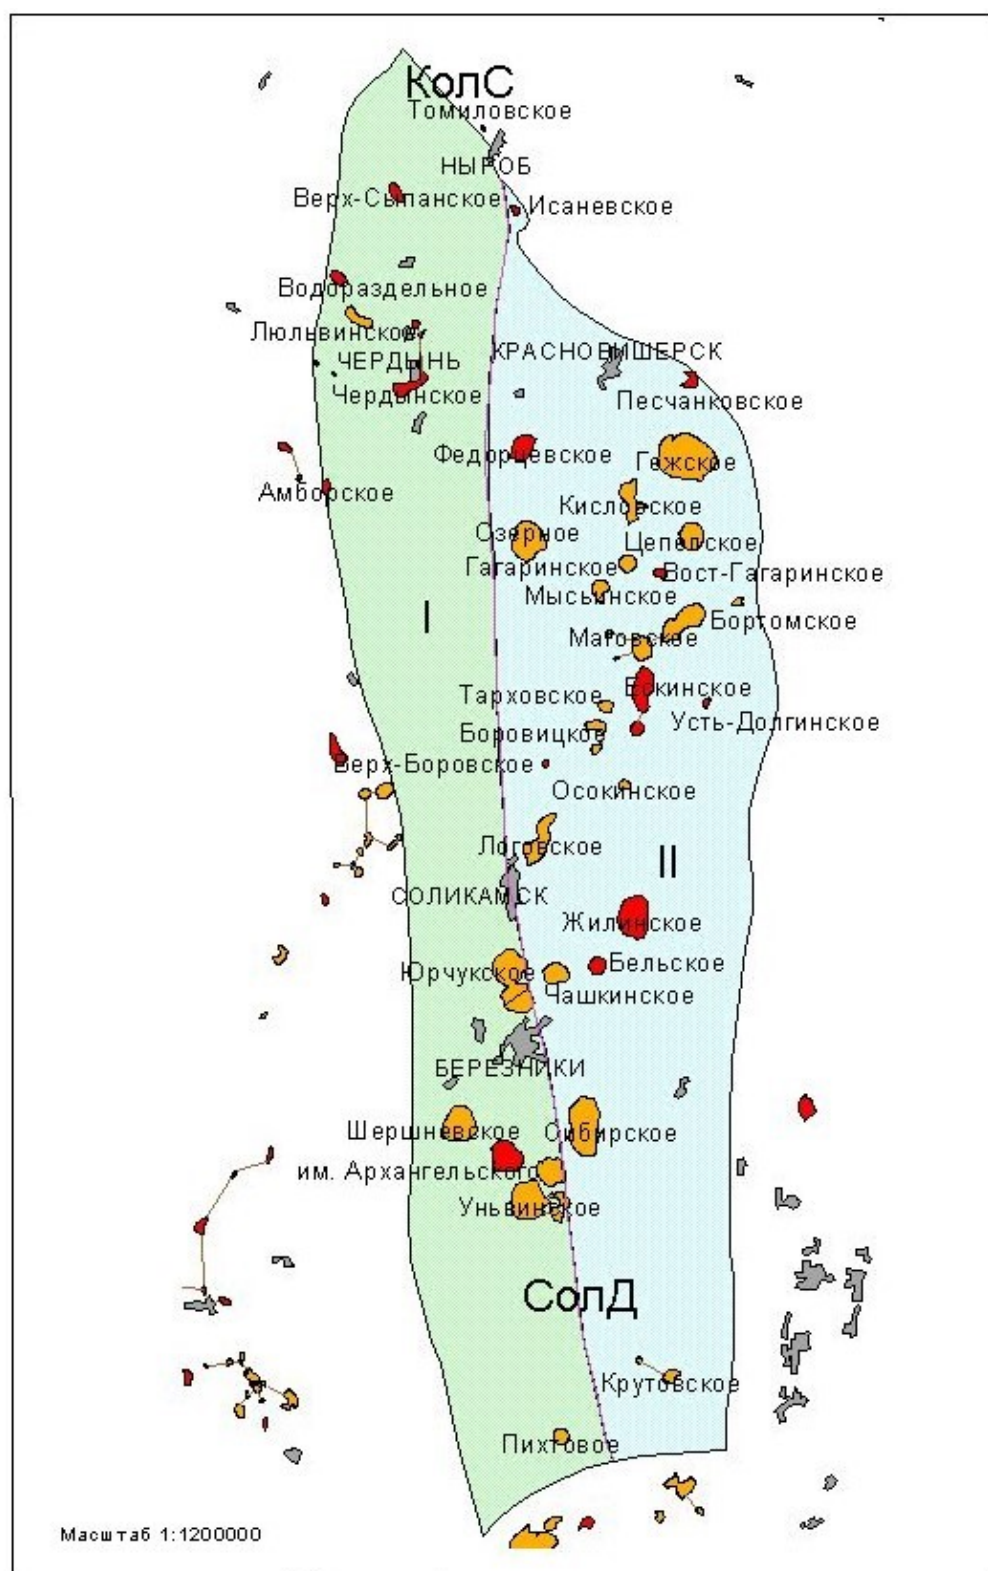 КолС
Томиловское
НЫРОБ
Верх-Сыпанское
Исаневское
Водораздельное
Люльвинское
КРАСНОВИШЕРСК
ЧЕРДЫНЬ
Чердынское
Песчанковское
Федорцевское
Гежское
Амборское
Кисловское
Озерное
Цепелское
Гагаринское
Вост-Гагаринское
Мысьинское
I
Бортомское
Маговское
Ескинское
Тарховское
Усть-Долгинское
Боровицкое
Верх-Боровское
Осокинское
Логовское
II
СОЛИКАМСК
Жилинское
Юрчукское
Бельское
Чашкинское
БЕРЕЗНИКИ
Шершневское
Сибирское
им. Архангельского
Уньвинское
СолД
Крутовское
Пихтовое
Масштаб 1:1200000